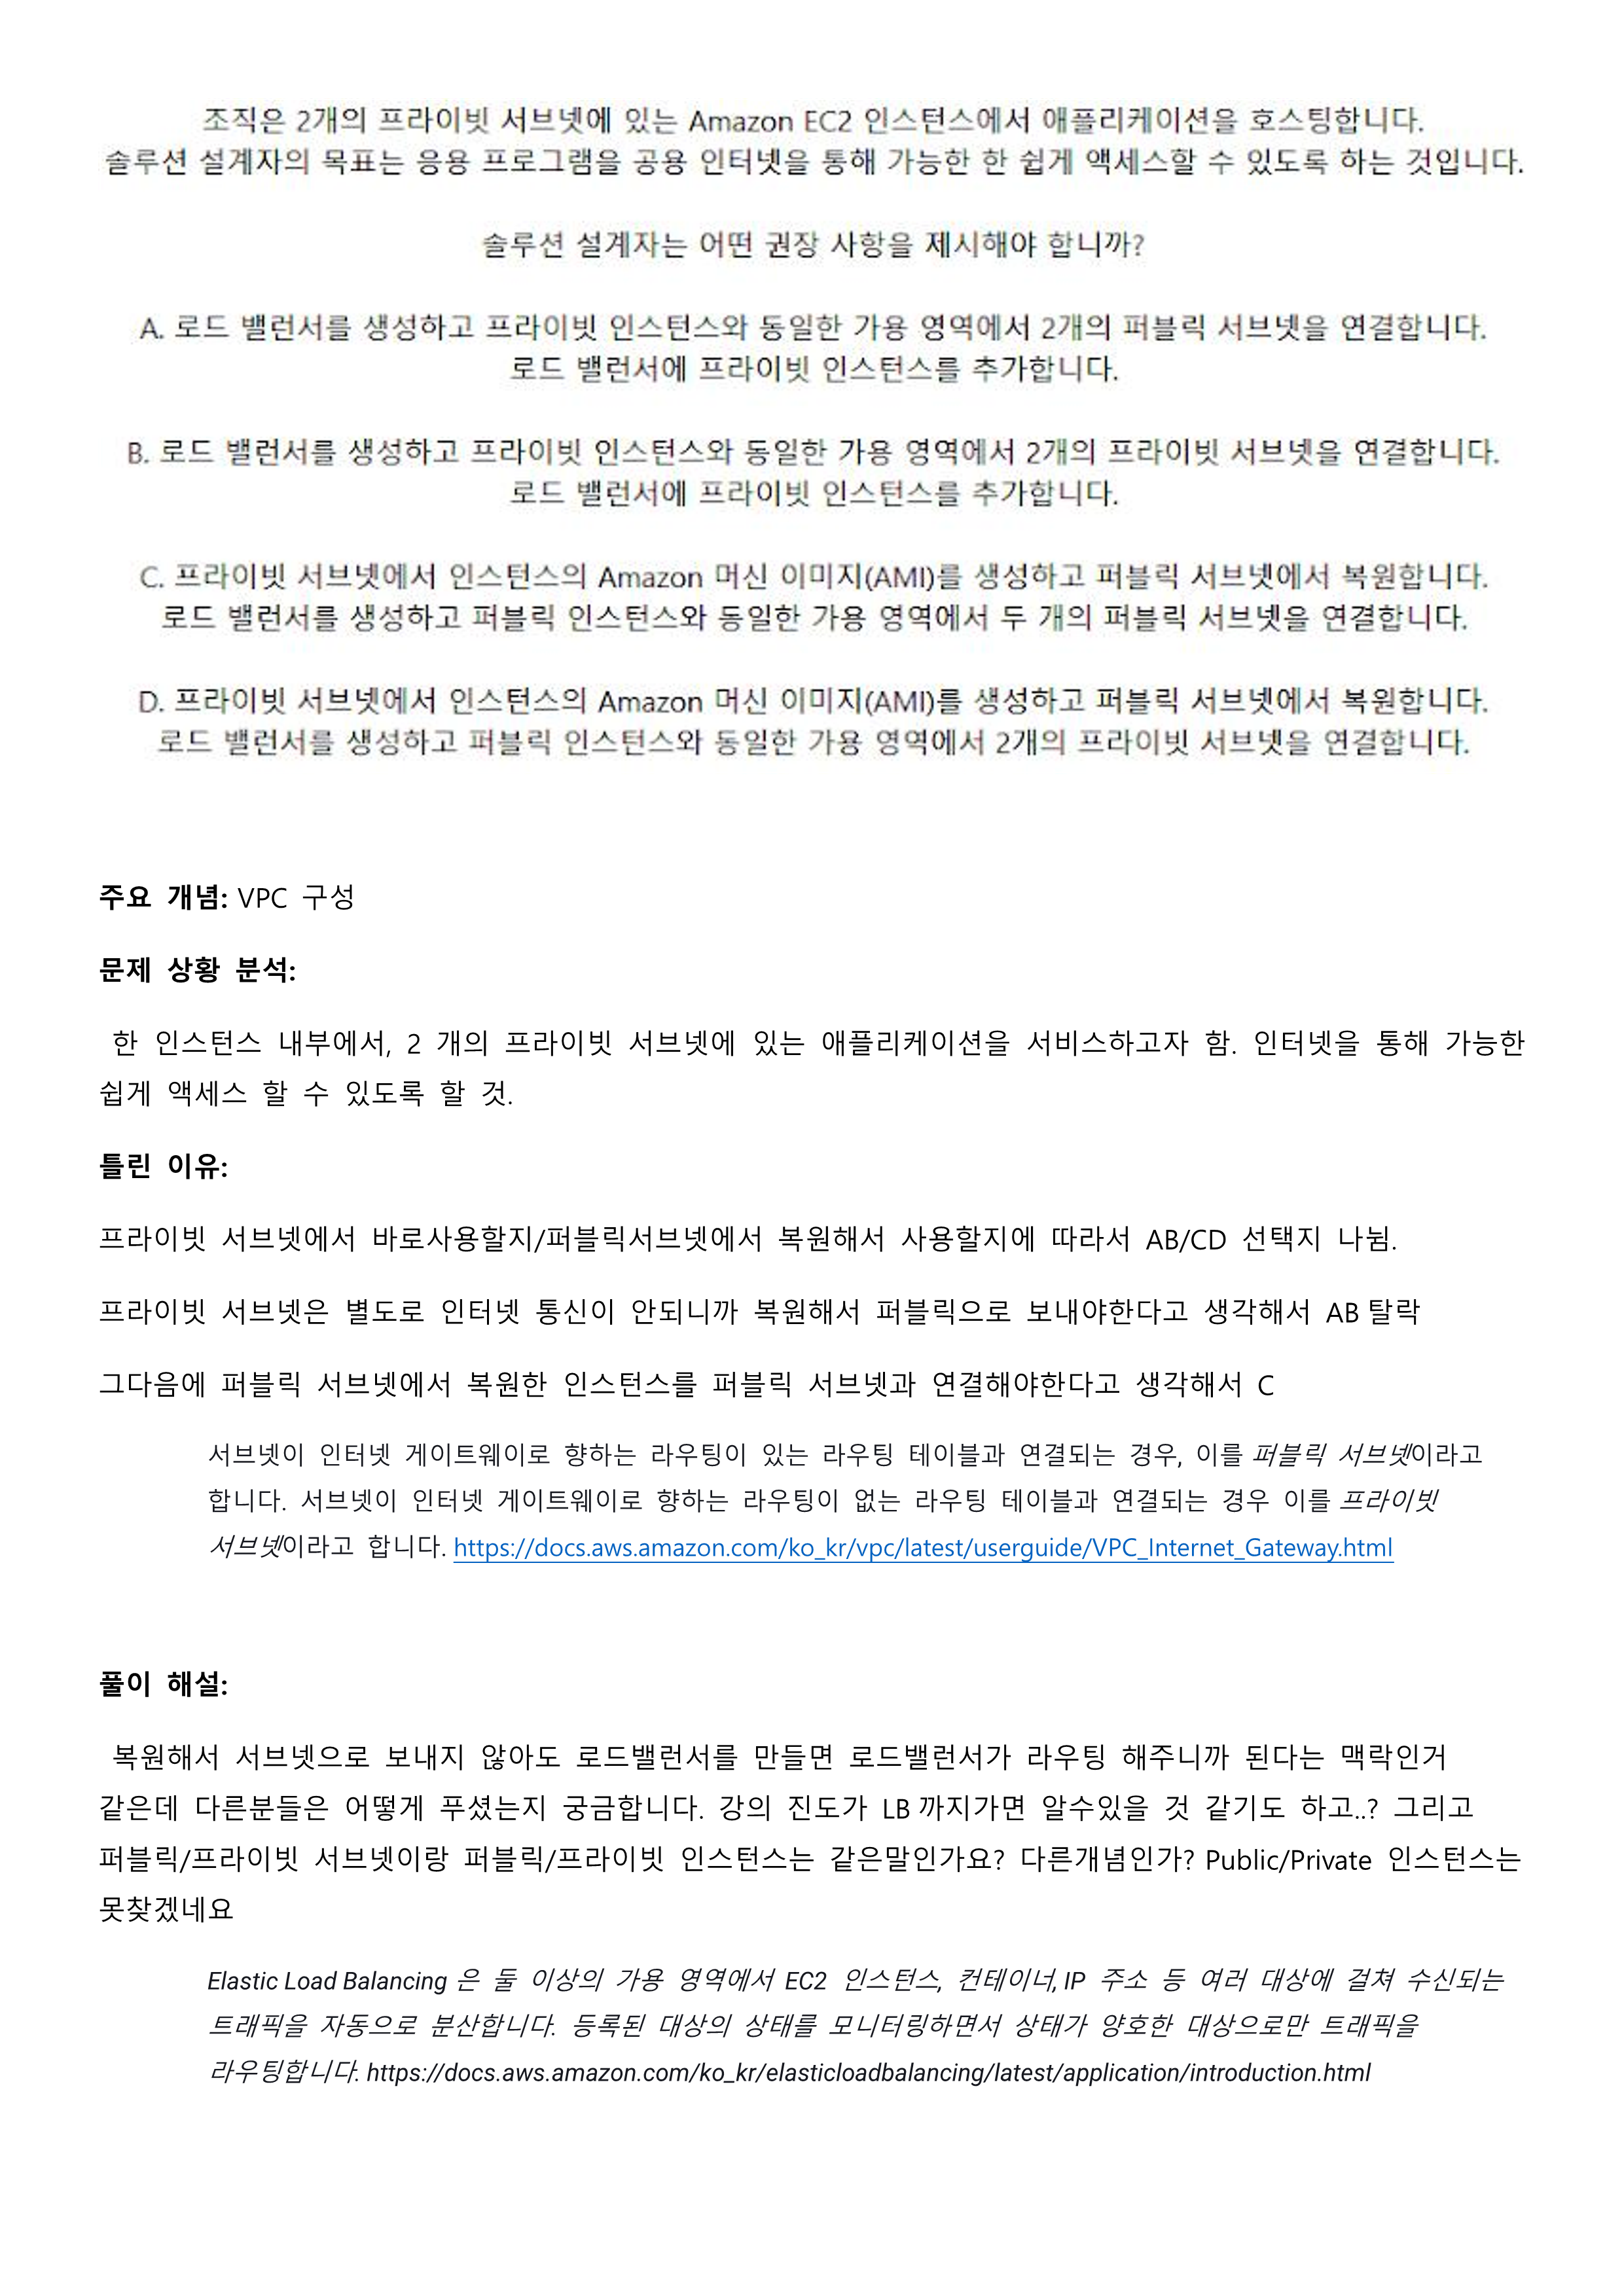 조직은 2개의 프라이빗 서브넷에 있는 Amazon EC2 인스턴스에서 애플리케이션을 호스팅합니다.
솔루션 설계자의 목표는 응용 프로그램을 공용 인터넷을 통해 가능한 한 쉽게 액세스할 수 있도록 하는 것입니다.
솔루션 설계자는 어떤 권장 사항을 제시해야 합니까?
A. 로드 밸런서를 생성하고 프라이빗 인스턴스와 동일한 가용 영역에서 2개의 퍼블릭 서브넷을 연결합니다.
로드 밸런서에 프라이빗 인스턴스를 추가합니다.
B. 로드 밸런서를 생성하고 프라이빗 인스턴스와 동일한 가용 영역에서 2개의 프라이빗 서브넷을 연결합니다.
로드 밸런서에 프라이빗 인스턴스를 추가합니다.
C. 프라이빗 서브넷에서 인스턴스의 Amazon 머신 이미지(AMI)를 생성하고 퍼블릭 서브넷에서 복원합니다.
로드 밸런서를 생성하고 퍼블릭 인스턴스와 동일한 가용 영역에서 두 개의 퍼블릭 서브넷을 연결합니다.
D. 프라이빗 서브넷에서 인스턴스의 Amazon 머신 이미지(AMI)를 생성하고 퍼블릭 서브넷에서 복원합니다.
로드 밸런서를 생성하고 퍼블릭 인스턴스와 동일한 가용 영역에서 2개의 프라이빗 서브넷을 연결합니다.
주요 개념: VPC 구성
문제 상황 분석:
한 인스턴스 내부에서, 2 개의 프라이빗 서브넷에 있는 애플리케이션을 서비스하고자 함. 인터넷을 통해 가능한
쉽게 액세스 할 수 있도록 할 것.
틀린 이유:
프라이빗 서브넷에서 바로사용할지/퍼블릭서브넷에서 복원해서 사용할지에 따라서 AB/CD 선택지 나뉨.
프라이빗 서브넷은 별도로 인터넷 통신이 안되니까 복원해서 퍼블릭으로 보내야한다고 생각해서 AB 탈락
그다음에 퍼블릭 서브넷에서 복원한 인스턴스를 퍼블릭 서브넷과 연결해야한다고 생각해서 C
서브넷이 인터넷 게이트웨이로 향하는 라우팅이 있는 라우팅 테이블과 연결되는 경우, 이를 퍼블릭 서브넷이라고
합니다. 서브넷이 인터넷 게이트웨이로 향하는 라우팅이 없는 라우팅 테이블과 연결되는 경우 이를 프라이빗
서브넷이라고 합니다. https://docs.aws.amazon.com/ko_kr/vpc/latest/userguide/VPC_Internet_Gateway.html
풀이 해설:
복원해서 서브넷으로 보내지 않아도 로드밸런서를 만들면 로드밸런서가 라우팅 해주니까 된다는 맥락인거
같은데 다른분들은 어떻게 푸셨는지 궁금합니다. 강의 진도가 LB 까지가면 알수있을 것 같기도 하고..? 그리고
퍼블릭/프라이빗 서브넷이랑 퍼블릭/프라이빗 인스턴스는 같은말인가요? 다른개념인가? Public/Private 인스턴스는
못찾겠네요
Elastic Load Balancing 은 둘 이상의 가용 영역에서 EC2 인스턴스, 컨테이너, IP 주소 등 여러 대상에 걸쳐 수신되는
트래픽을 자동으로 분산합니다. 등록된 대상의 상태를 모니터링하면서 상태가 양호한 대상으로만 트래픽을
라우팅합니다. https://docs.aws.amazon.com/ko_kr/elasticloadbalancing/latest/application/introduction.html